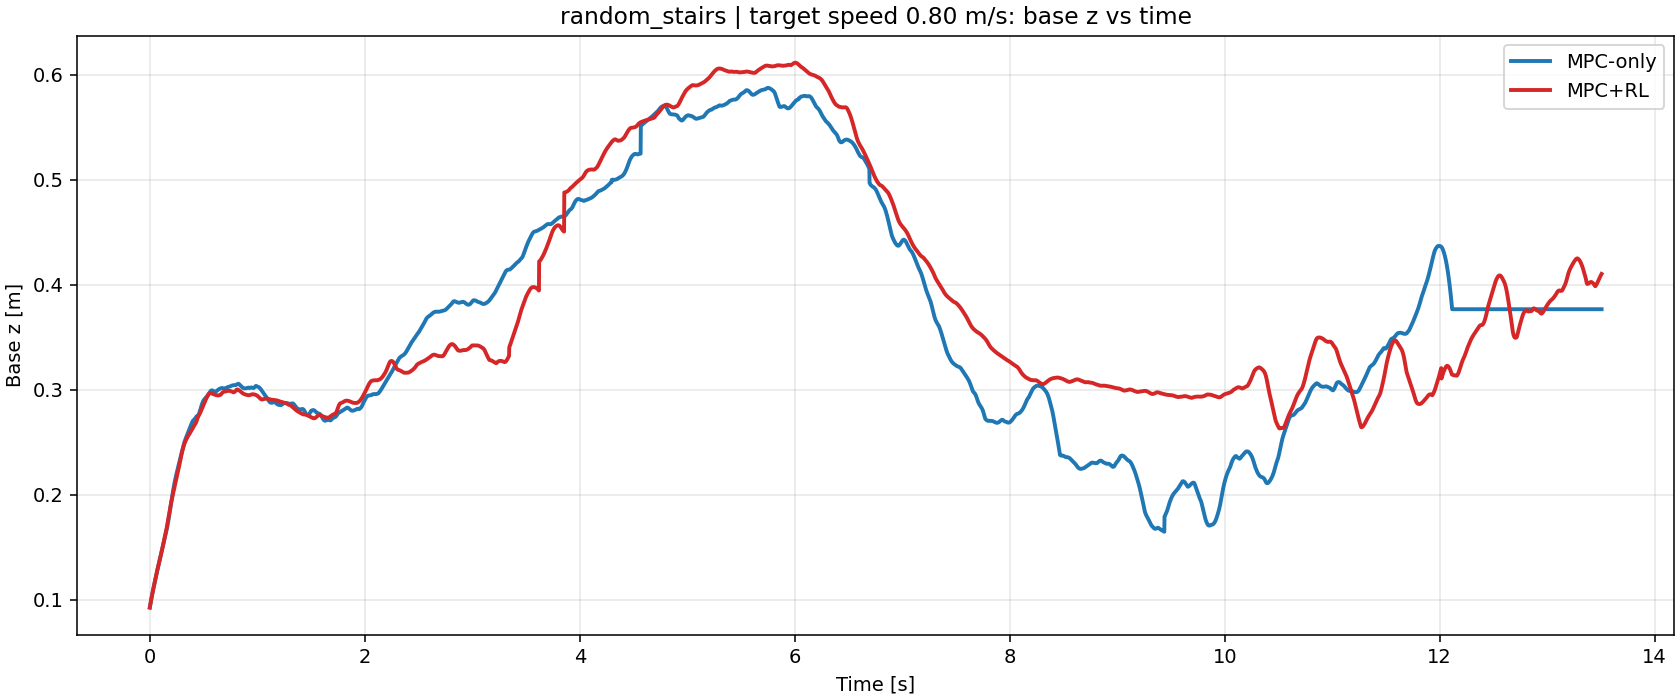 random_stairs | target speed 0.80 m/s: base z vs time
MPC-only
MPC+RL
Base z [m]
0.6
0.5
0.4
0.3
0.2
0.1
0 2 4 6 8 10 12 14
Time [s]